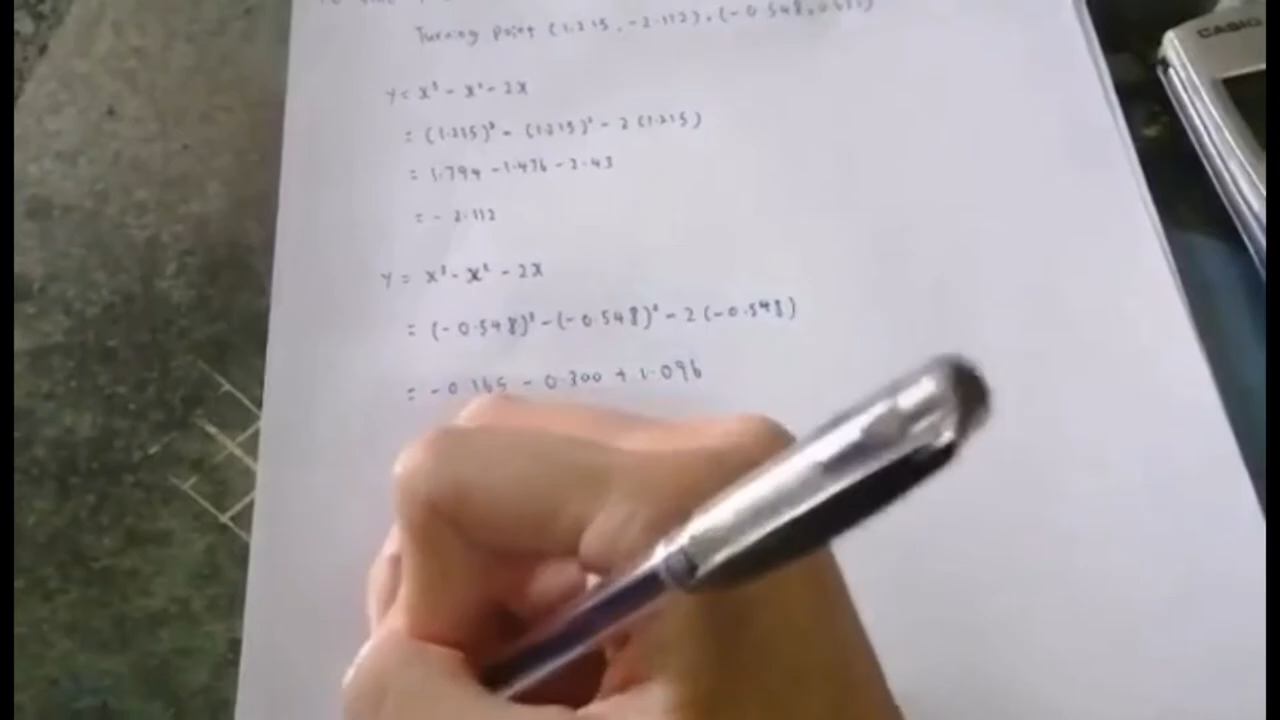 Turning point (1.215, -2.112), (-0.548, 0.631)
CASIO
y = x³ - x² - 2x
= (1.215)³ - (1.215)² - 2(1.215)
= 1.794 - 1.476 - 2.43
= -2.112
y = x³ - x² - 2x
= (-0.548)³ - (-0.548)² - 2(-0.548)
= -0.165 - 0.300 + 1.096